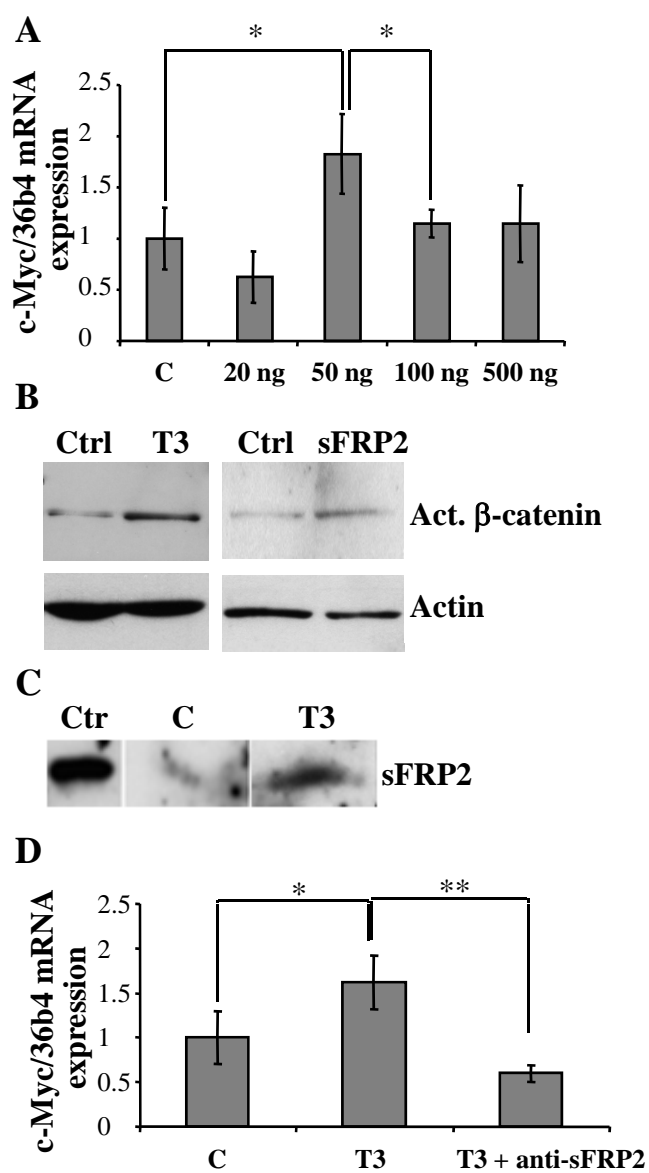 A
* *
c-Myc/36b4 mRNA
expression
2.5
2
1.5
1
0.5
0
C 20 ng 50 ng 100 ng 500 ng
B
Ctrl T3 Ctrl sFRP2
Act. β-catenin
Actin
C
Ctr C T3
sFRP2
D
* **
c-Myc/36b4 mRNA
expression
2.5
2
1.5
1
0.5
0
C T3 T3 + anti-sFRP2